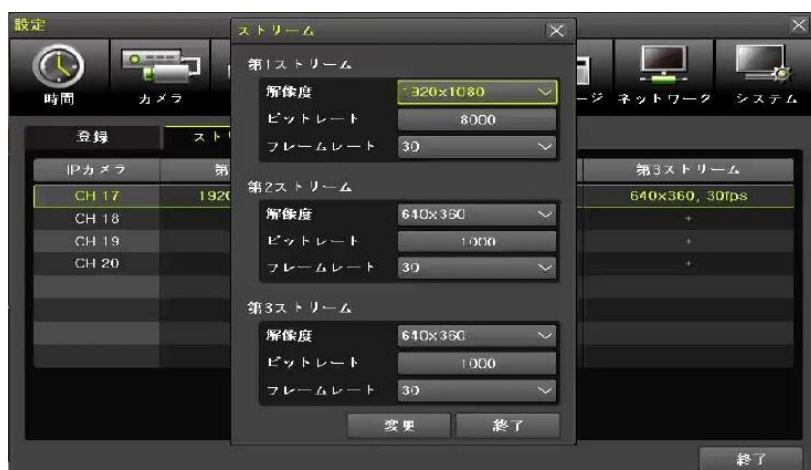 設定
ストリーム
時間
カメラ
ージ
ネットワーク
システム
第1ストリーム
解像度 1920x1080
ビットレート 8000
フレームレート 30
登録
ストリ
IPカメラ
第
第3ストリーム
CH 17
1920
640x360, 30fps
CH 18
+
CH 19
+
CH 20
+
第2ストリーム
解像度 640x360
ビットレート 1000
フレームレート 30
第3ストリーム
解像度 640x360
ビットレート 1000
フレームレート 30
変更
終了
終了